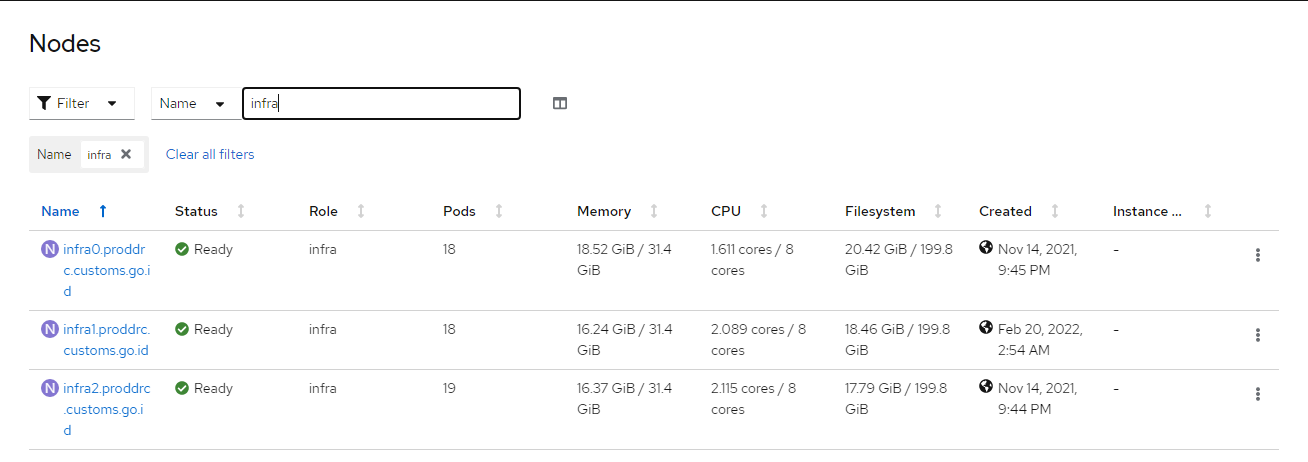 Nodes
Filter Name infra
Name infra Clear all filters
Name Status Role Pods Memory CPU Filesystem Created Instance ...
N infra0.proddr Ready infra 18 18.52 GiB / 31.4 1.611 cores / 8 20.42 GiB / 199.8 Nov 14, 2021,
c.customs.go.i GiB cores GiB 9:45 PM -
d
N infra1.proddrc. Ready infra 18 16.24 GiB / 31.4 2.089 cores / 8 18.46 GiB / 199.8 Feb 20, 2022, -
customs.go.id GiB cores GiB 2:54 AM
N infra2.proddrc Ready infra 19 16.37 GiB / 31.4 2.115 cores / 8 17.79 GiB / 199.8 Nov 14, 2021, -
.customs.go.i GiB cores GiB 9:44 PM
d